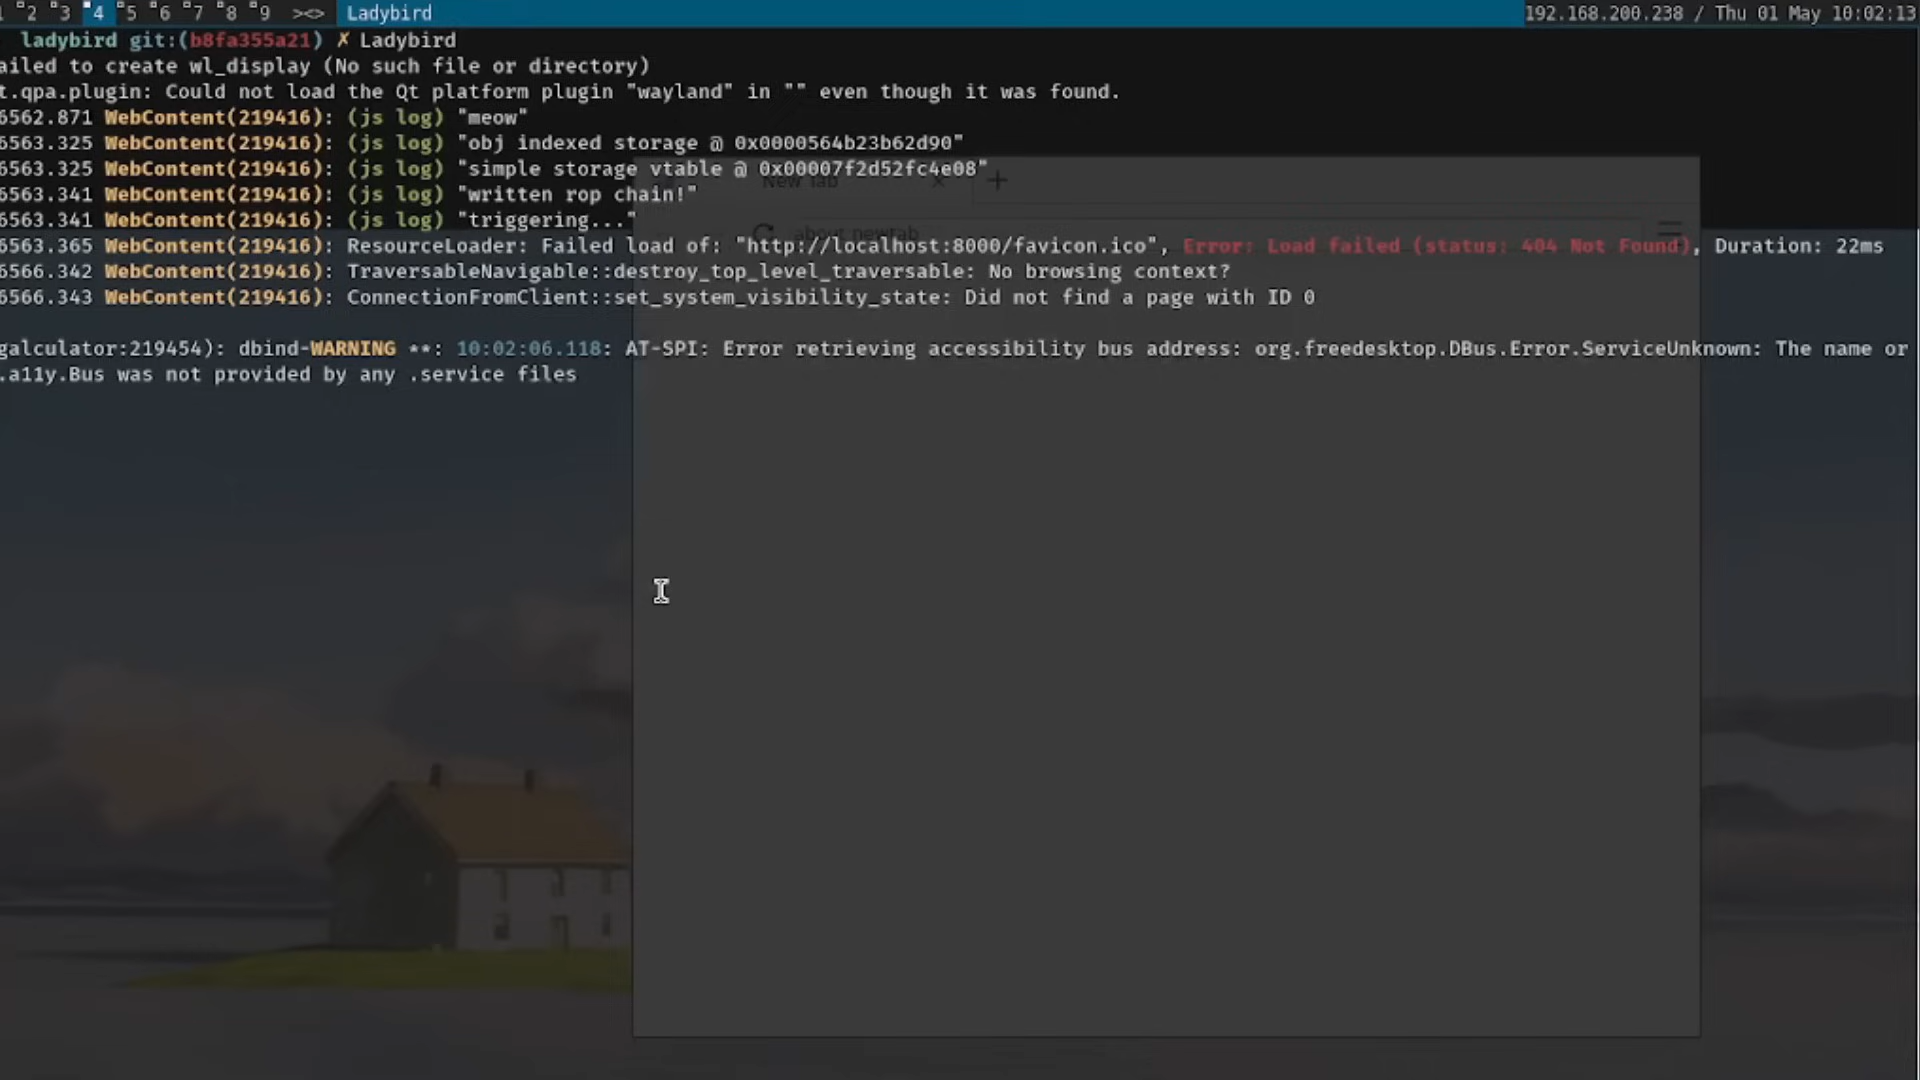 1 2 3 4 5 6 7 8 9 ><> Ladybird 192.168.200.238 / Thu 01 May 10:02:13
ladybird git:(b8fa355a21) ✗ Ladybird
ailed to create wl_display (No such file or directory)
t.qpa.plugin: Could not load the Qt platform plugin "wayland" in "" even though it was found.
6562.871 WebContent(219416): (js log) "meow"
6563.325 WebContent(219416): (js log) "obj indexed storage @ 0x0000564b23b62d90"
6563.325 WebContent(219416): (js log) "simple storage vtable @ 0x00007f2d52fc4e08"
New Tab × +
6563.341 WebContent(219416): (js log) "written rop chain!"
6563.341 WebContent(219416): (js log) "triggering..."
about:newtab
6563.365 WebContent(219416): ResourceLoader: Failed load of: "http://localhost:8000/favicon.ico", Error: Load failed (status: 404 Not Found), Duration: 22ms
6566.342 WebContent(219416): TraversableNavigable::destroy_top_level_traversable: No browsing context?
6566.343 WebContent(219416): ConnectionFromClient::set_system_visibility_state: Did not find a page with ID 0
galculator:219454): dbind-WARNING **: 10:02:06.118: AT-SPI: Error retrieving accessibility bus address: org.freedesktop.DBus.Error.ServiceUnknown: The name or
.a11y.Bus was not provided by any .service files